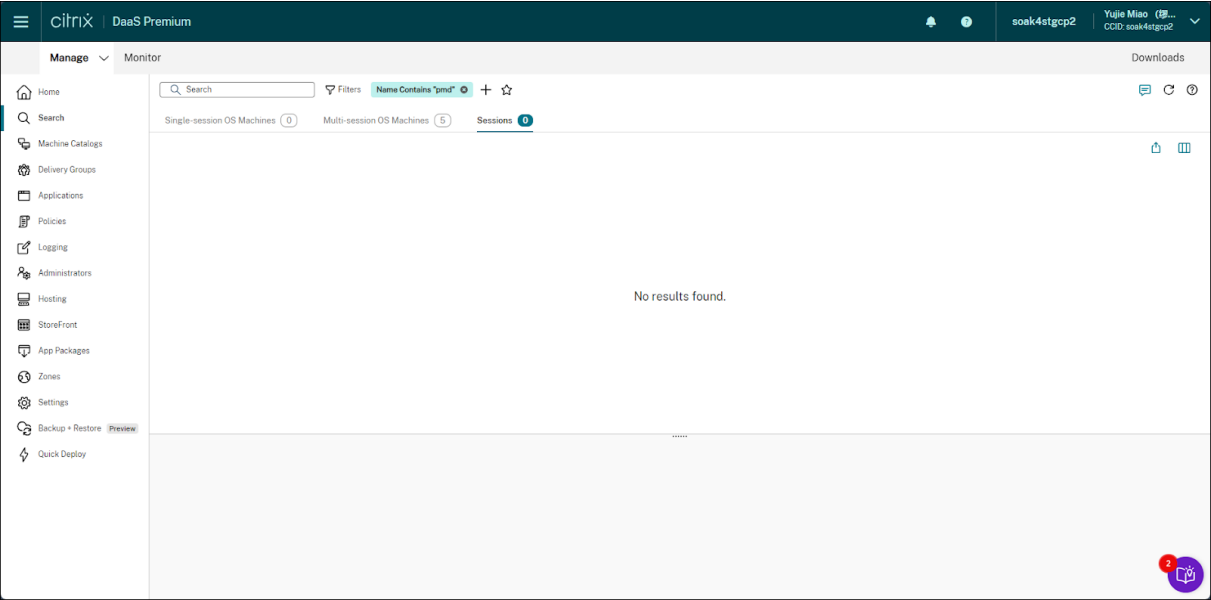 citrix DaaS Premium
soak4stgcp2
Yujie Miao (缪...
CCID: soak4stgcp2
Manage
Monitor
Downloads
Search
Filters
Name Contains "pmd"
Single-session OS Machines 0
Multi-session OS Machines 5
Sessions 0
Home
Search
Machine Catalogs
Delivery Groups
Applications
Policies
Logging
Administrators
Hosting
StoreFront
App Packages
Zones
Settings
Backup + Restore Preview
Quick Deploy
No results found.
2